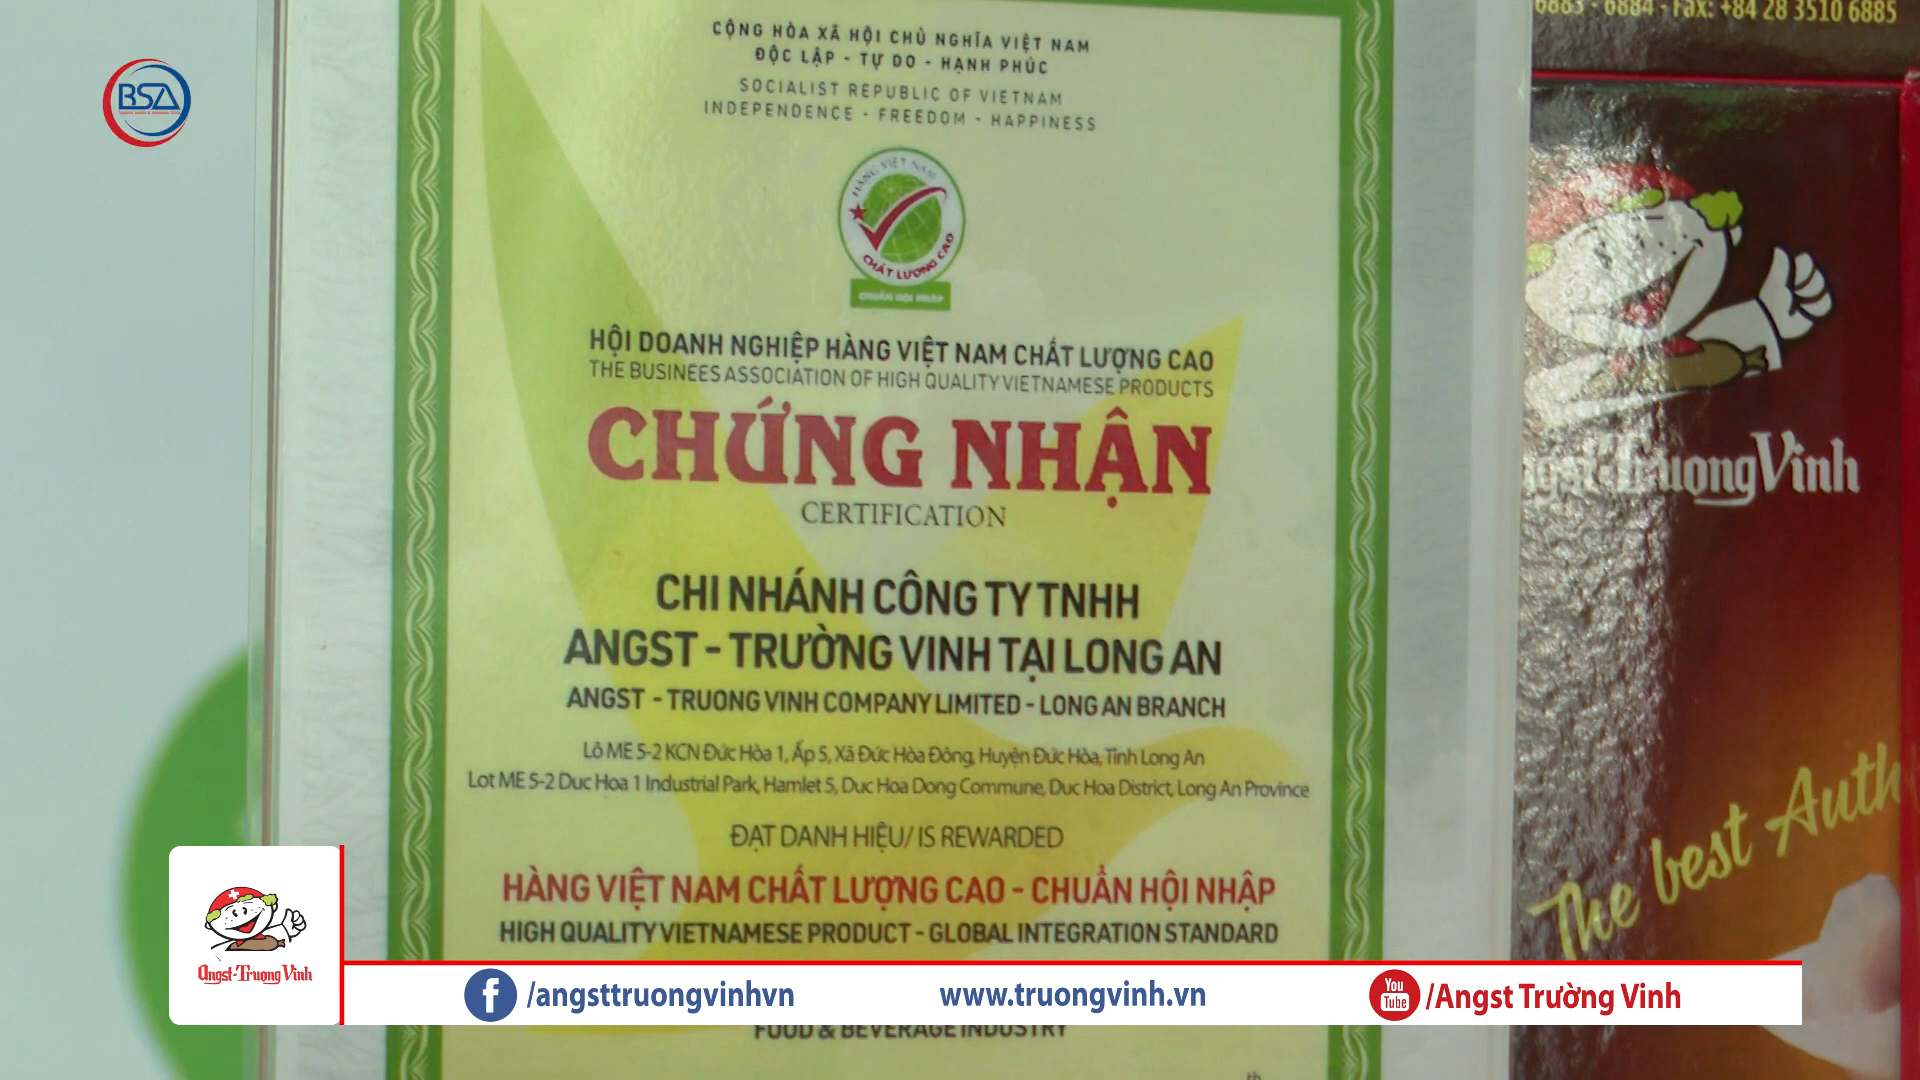 BSA
6883 - 6884 - Fax: +84 28 3510 6885
CỘNG HÒA XÃ HỘI CHỦ NGHĨA VIỆT NAM
ĐỘC LẬP - TỰ DO - HẠNH PHÚC
SOCIALIST REPUBLIC OF VIETNAM
INDEPENDENCE - FREEDOM - HAPPINESS
HÀNG VIỆT NAM
CHẤT LƯỢNG CAO
CHUẨN HỘI NHẬP
HỘI DOANH NGHIỆP HÀNG VIỆT NAM CHẤT LƯỢNG CAO
THE BUSINEES ASSOCIATION OF HIGH QUALITY VIETNAMESE PRODUCTS
CHỨNG NHẬN
CERTIFICATION
CHI NHÁNH CÔNG TY TNHH
ANGST - TRƯỜNG VINH TẠI LONG AN
ANGST - TRUONG VINH COMPANY LIMITED - LONG AN BRANCH
Lô ME 5-2 KCN Đức Hòa 1, Ấp 5, Xã Đức Hòa Đông, Huyện Đức Hòa, Tỉnh Long An
Lot ME 5-2 Duc Hoa 1 Industrial Park, Hamlet 5, Duc Hoa Dong Commune, Duc Hoa District, Long An Province
ĐẠT DANH HIỆU/ IS REWARDED
HÀNG VIỆT NAM CHẤT LƯỢNG CAO - CHUẨN HỘI NHẬP
HIGH QUALITY VIETNAMESE PRODUCT - GLOBAL INTEGRATION STANDARD
FOOD & BEVERAGE INDUSTRY
th
Angst-Truong Vinh
The best Auth
Angst-Truong Vinh
/angsttruongvinhvn
www.truongvinh.vn
You Tube /Angst Trường Vinh